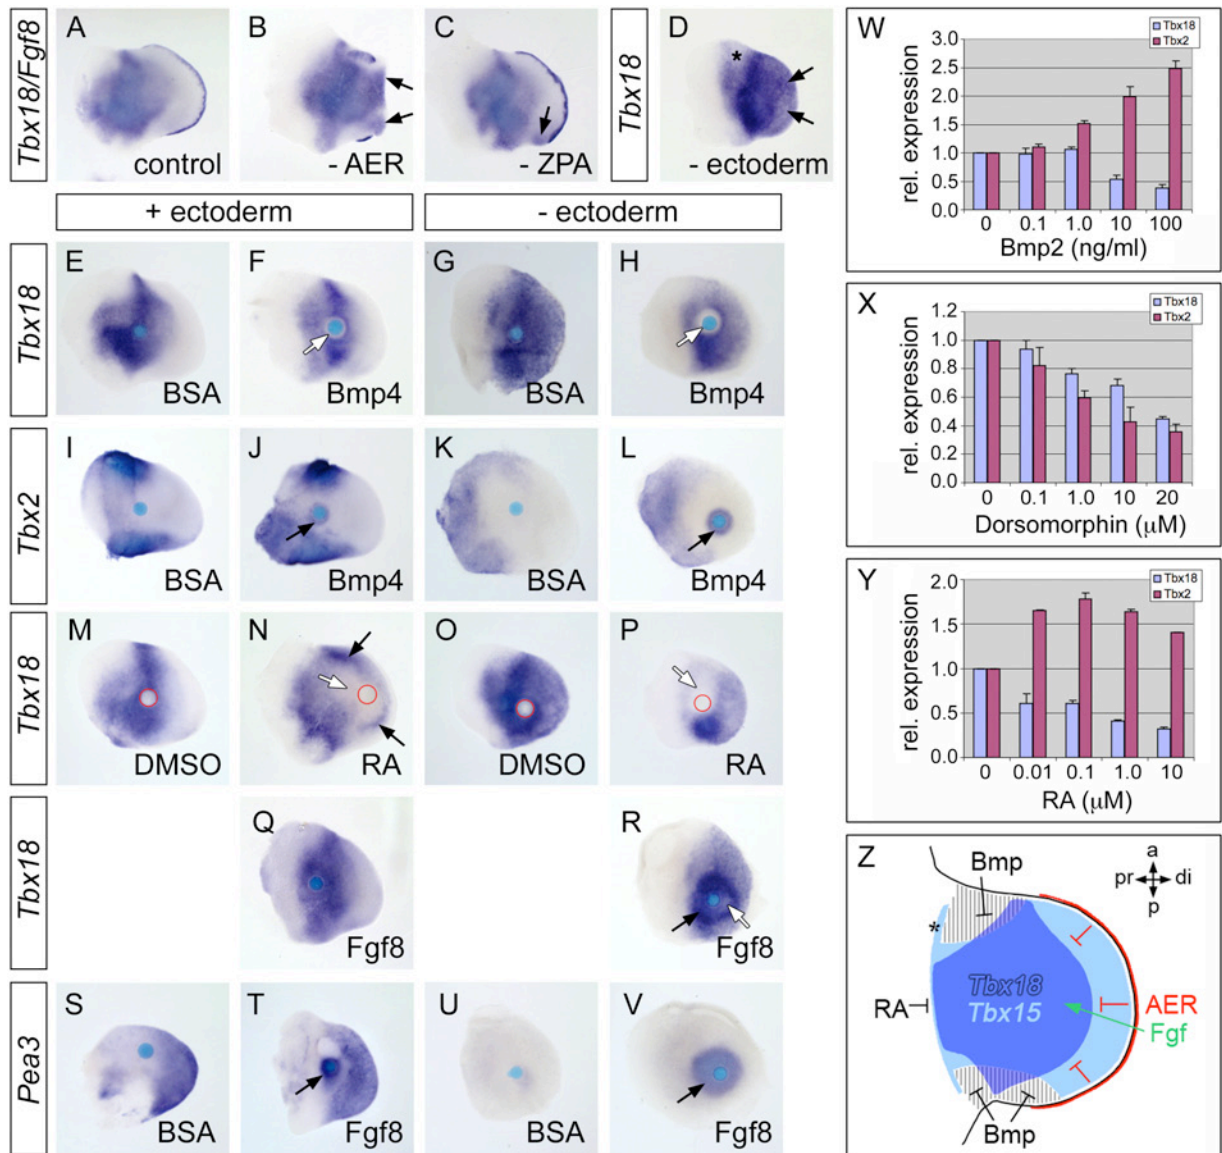 Tbx18/Fgf8
A
control
B
- AER
C
- ZPA
Tbx18
D
*
- ectoderm
+ ectoderm
- ectoderm
Tbx18
E
BSA
F
Bmp4
G
BSA
H
Bmp4
Tbx2
I
BSA
J
Bmp4
K
BSA
L
Bmp4
Tbx18
M
DMSO
N
RA
O
DMSO
P
RA
Tbx18
Q
Fgf8
R
Fgf8
Pea3
S
BSA
T
Fgf8
U
BSA
V
Fgf8
W
Tbx18
Tbx2
rel. expression
3.0
2.5
2.0
1.5
1.0
0.5
0.0
0 0.1 1.0 10 100
Bmp2 (ng/ml)
X
Tbx18
Tbx2
rel. expression
1.2
1.0
0.8
0.6
0.4
0.2
0.0
0 0.1 1.0 10 20
Dorsomorphin (µM)
Y
Tbx18
Tbx2
rel. expression
2.0
1.5
1.0
0.5
0.0
0 0.01 0.1 1.0 10
RA (µM)
Z
Bmp
a
pr di
p
*
Tbx18
Tbx15
RA
AER
Fgf
Bmp